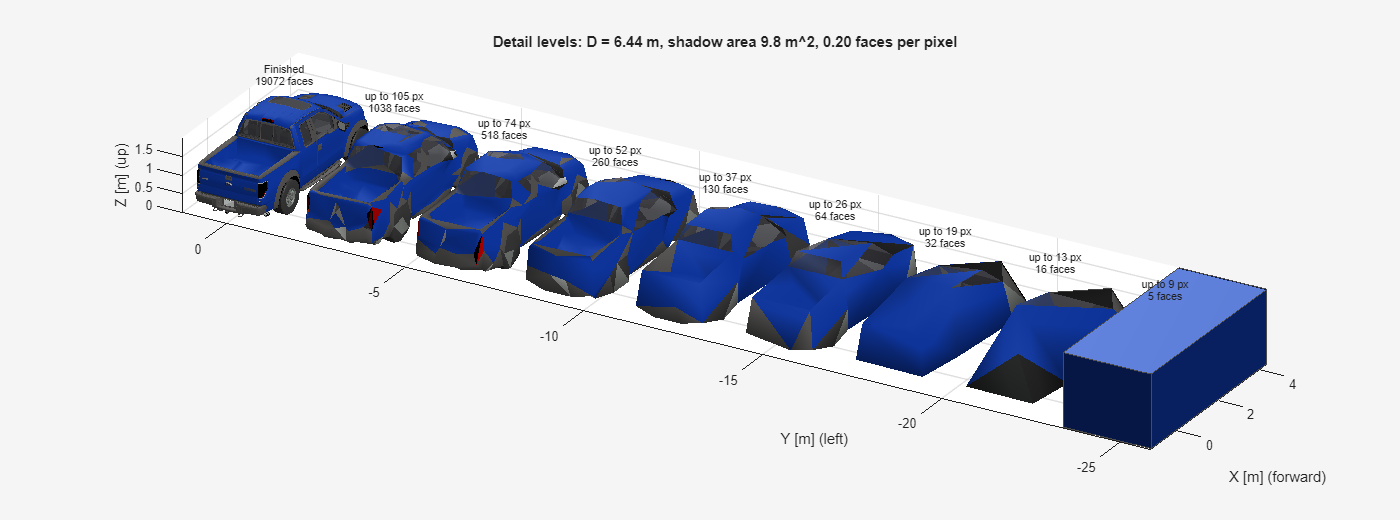 Detail levels: D = 6.44 m, shadow area 9.8 m^2, 0.20 faces per pixel
Finished
19072 faces
up to 105 px
1038 faces
up to 74 px
518 faces
up to 52 px
260 faces
up to 37 px
130 faces
up to 26 px
64 faces
up to 19 px
32 faces
up to 13 px
16 faces
up to 9 px
5 faces
Z [m] (up)
1.5
1
0.5
0
0
-5
-10
-15
-20
-25
Y [m] (left)
0
2
4
X [m] (forward)